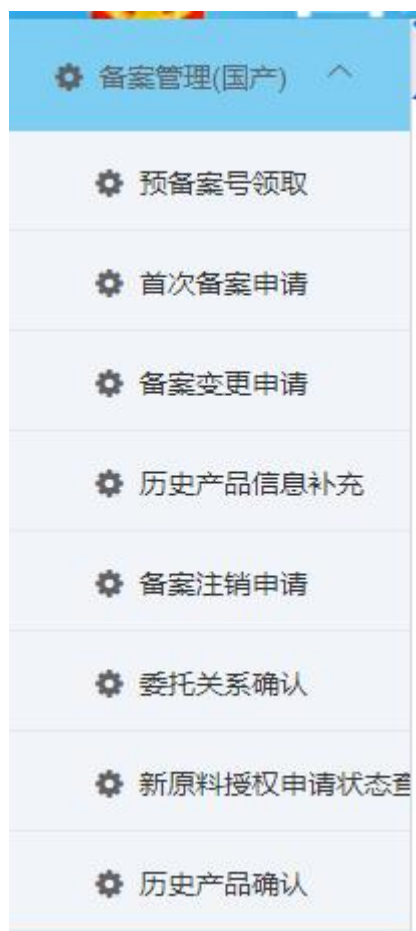 备案管理(国产)
预备案号领取
首次备案申请
备案变更申请
历史产品信息补充
备案注销申请
委托关系确认
新原料授权申请状态查
历史产品确认